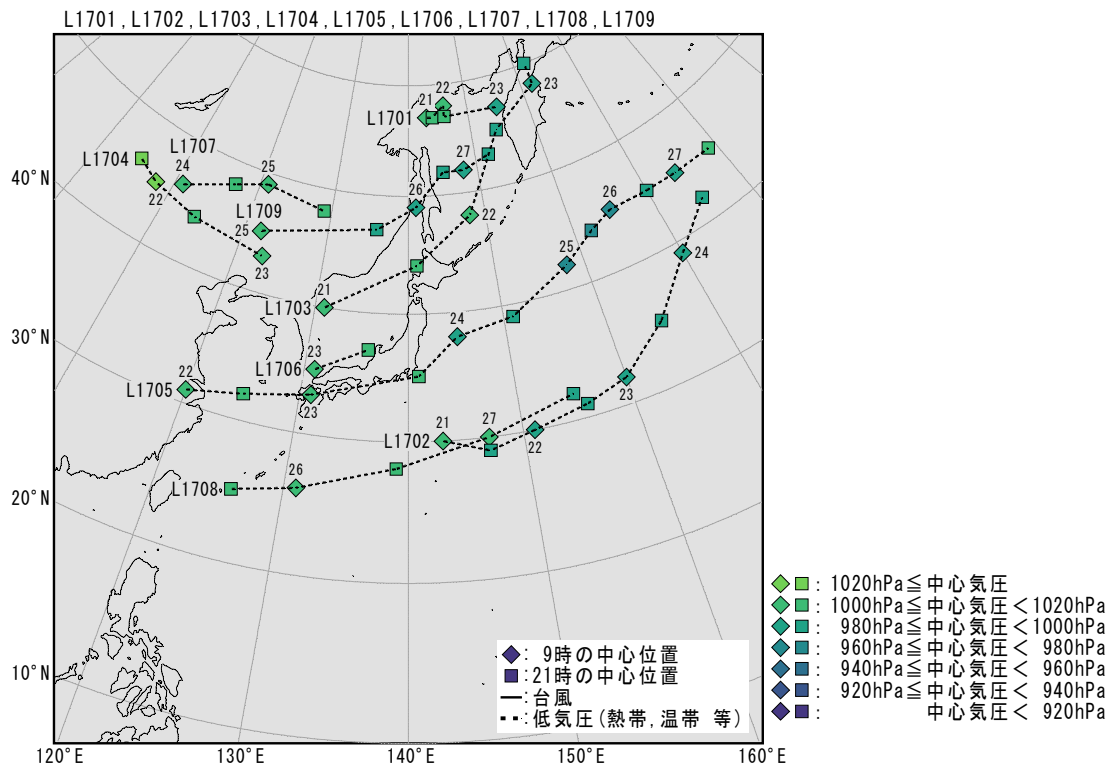 L1701,L1702,L1703,L1704,L1705,L1706,L1707,L1708,L1709
22
21
L1701
23
23
L1707
L1704
24
25
27
27
40°N
22
26
26
L1709
25
22
23
25
24
21
L1703
24
30°N
23
L1706
22
L1705
23
23
21
27
L1702
22
26
L1708
20°N
1020hPa≦中心気圧
1000hPa≦中心気圧<1020hPa
980hPa≦中心気圧<1000hPa
960hPa≦中心気圧< 980hPa
940hPa≦中心気圧< 960hPa
920hPa≦中心気圧< 940hPa
中心気圧< 920hPa
: 9時の中心位置
:21時の中心位置
:台風
:低気圧(熱帯,温帯 等)
10°N
120°E
130°E
140°E
150°E
160°E